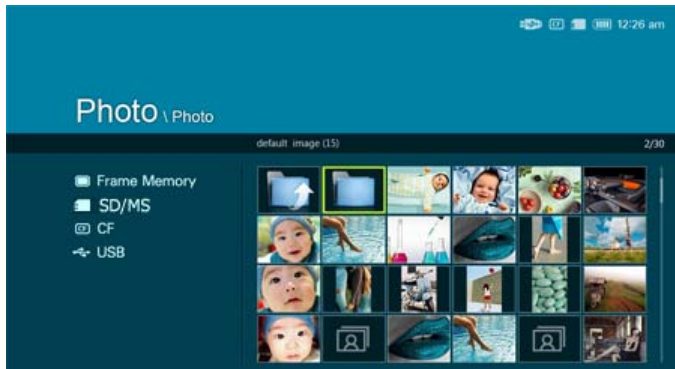 12:26 am
Photo \ Photo
default image (15) 2/30
Frame Memory
SD/MS
CF
USB